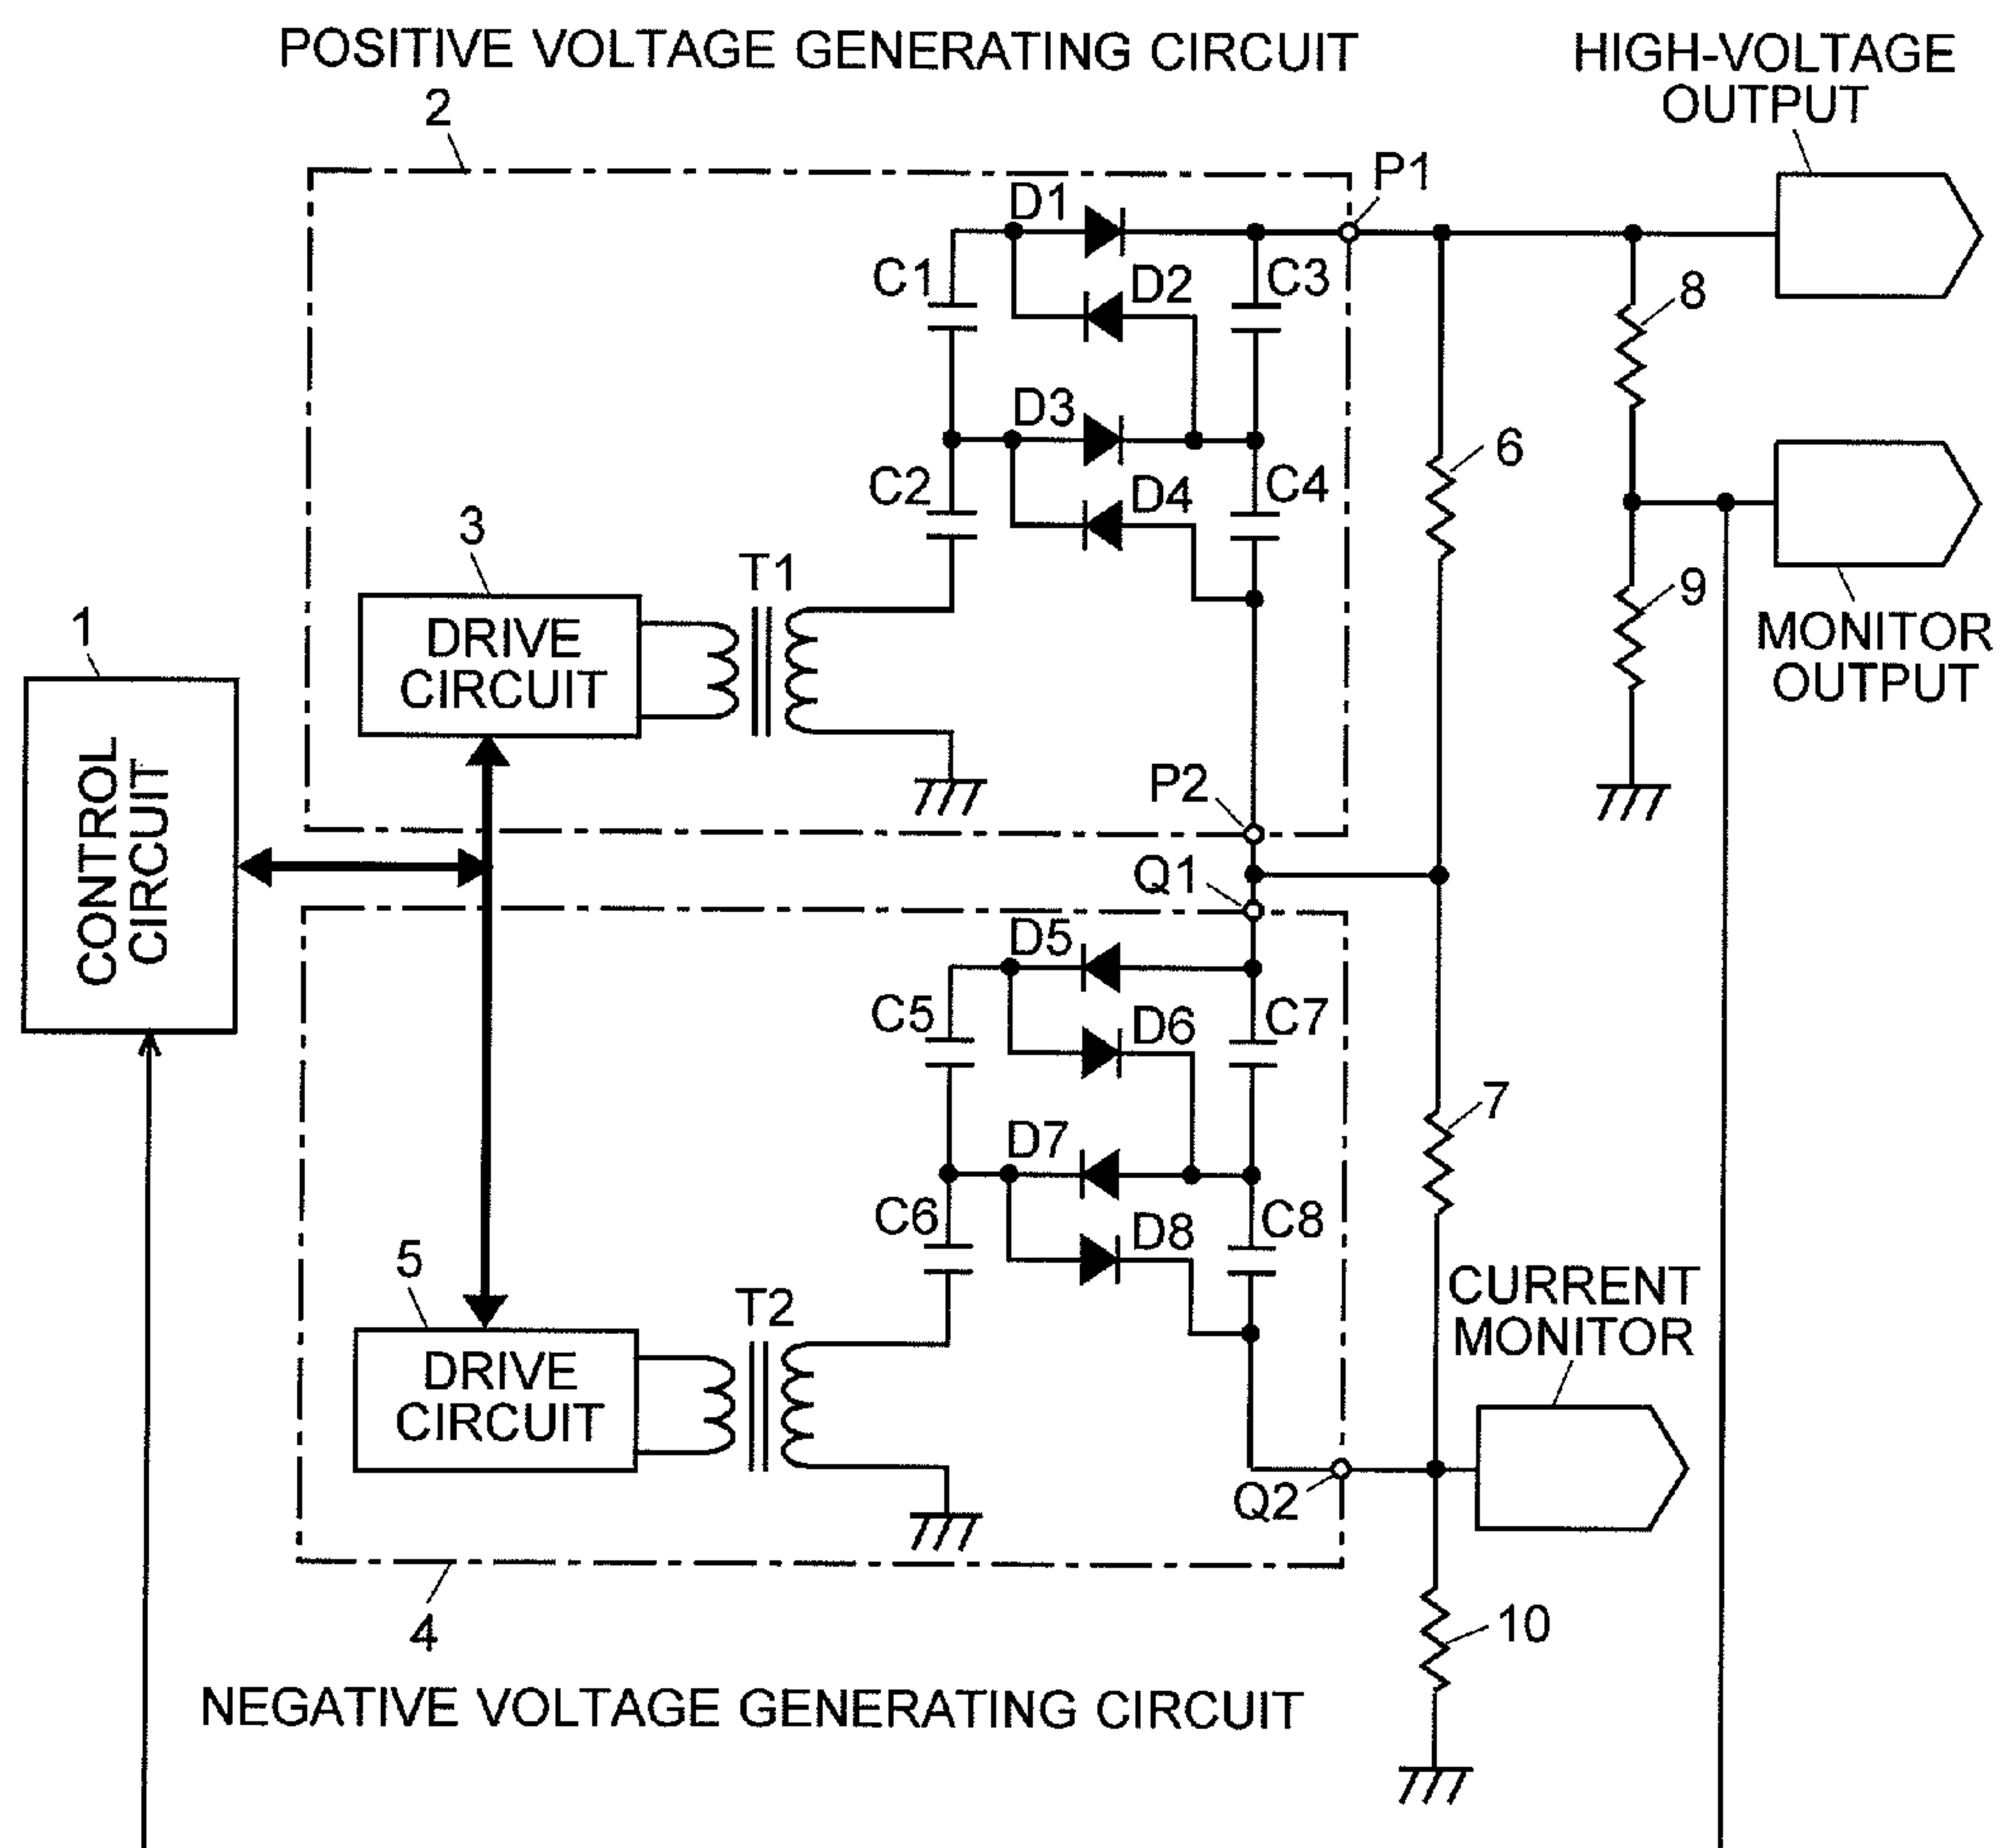 POSITIVE VOLTAGE GENERATING CIRCUIT
HIGH-VOLTAGE
OUTPUT
2
P1
D1
C1
D2
C3
8
D3
6
C2
D4
C4
3
T1
9
DRIVE
CIRCUIT
MONITOR
OUTPUT
1
CONTROL
CIRCUIT
P2
Q1
D5
C5
D6
C7
7
D7
C6
D8
C8
5
T2
CURRENT
MONITOR
DRIVE
CIRCUIT
Q2
4
10
NEGATIVE VOLTAGE GENERATING CIRCUIT